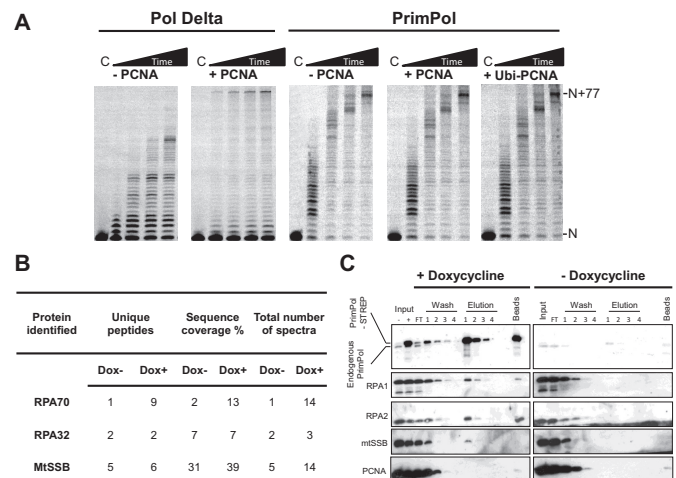 A
Pol Delta
PrimPol
C Time
- PCNA
C Time
+ PCNA
C Time
- PCNA
C Time
+ PCNA
C Time
+ Ubi-PCNA
-N+77
-N
B
Protein identified
Unique peptides
Sequence coverage %
Total number of spectra
Dox- Dox+ Dox- Dox+ Dox- Dox+
RPA70 1 9 2 13 1 14
RPA32 2 2 7 7 2 3
MtSSB 5 6 31 39 5 14
C
+ Doxycycline
- Doxycycline
Input Wash Elution Beads
- + FT 1 2 3 4 1 2 3 4
Input FT Wash Elution Beads
1 2 3 4 1 2 3 4
PrimPol - STREP
Endogenous PrimPol
RPA1
RPA2
mtSSB
PCNA